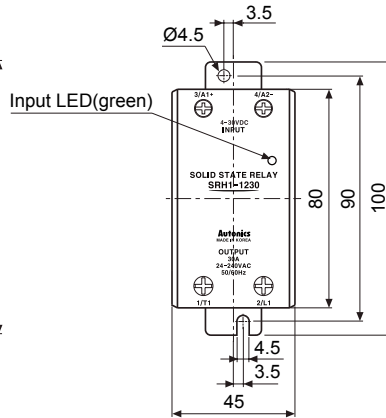 3.5
Ø4.5
3/A1+ 4/A2-
Input LED(green)
4-30VDC
INPUT
SOLID STATE RELAY
SRH1-1230
80
90
100
Autonics
MADE IN KOREA
OUTPUT
30A
24-240VAC
50/60Hz
1/T1 2/L1
4.5
3.5
45